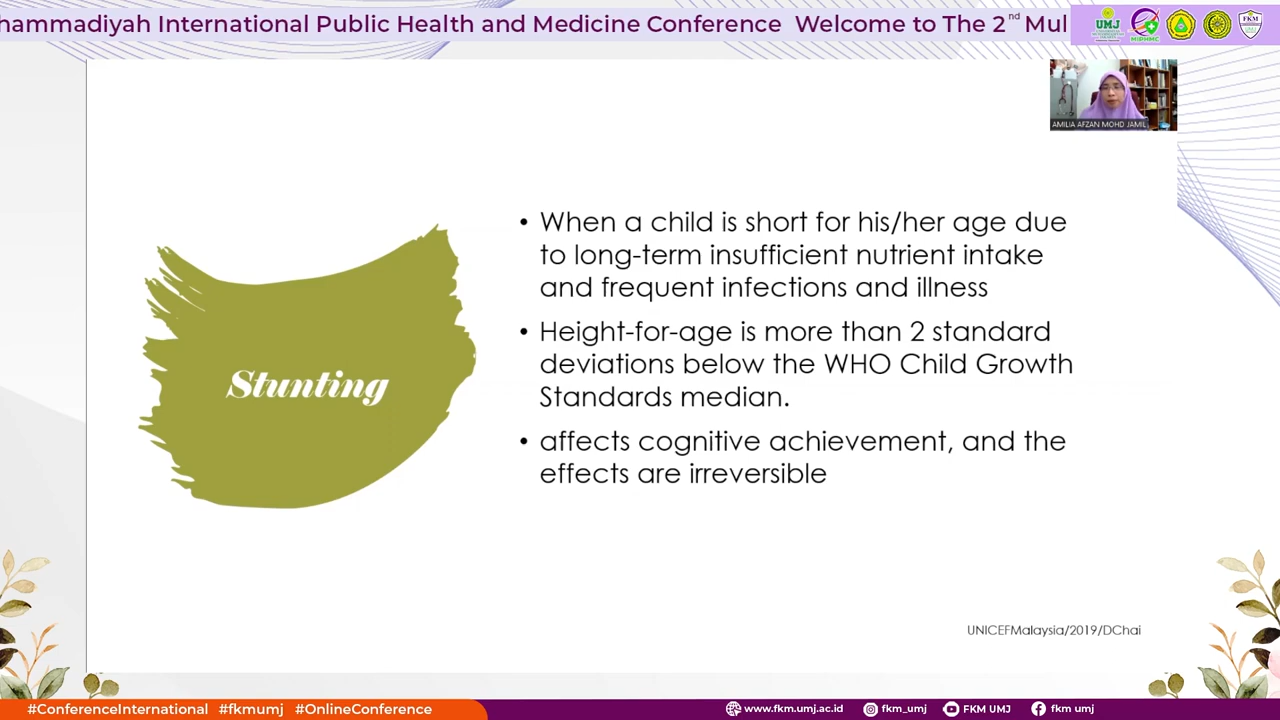 hammadiyah International Public Health and Medicine Conference Welcome to The 2nd Mul
UMJ
MIPHMC
FKM
AMILIA AFZAN MOHD JAMIL
Stunting
• When a child is short for his/her age due
to long-term insufficient nutrient intake
and frequent infections and illness
• Height-for-age is more than 2 standard
deviations below the WHO Child Growth
Standards median.
• affects cognitive achievement, and the
effects are irreversible
UNICEFMalaysia/2019/DChai
#ConferenceInternational #fkmumj #OnlineConference
www.fkm.umj.ac.id fkm_umj FKM UMJ fkm umj